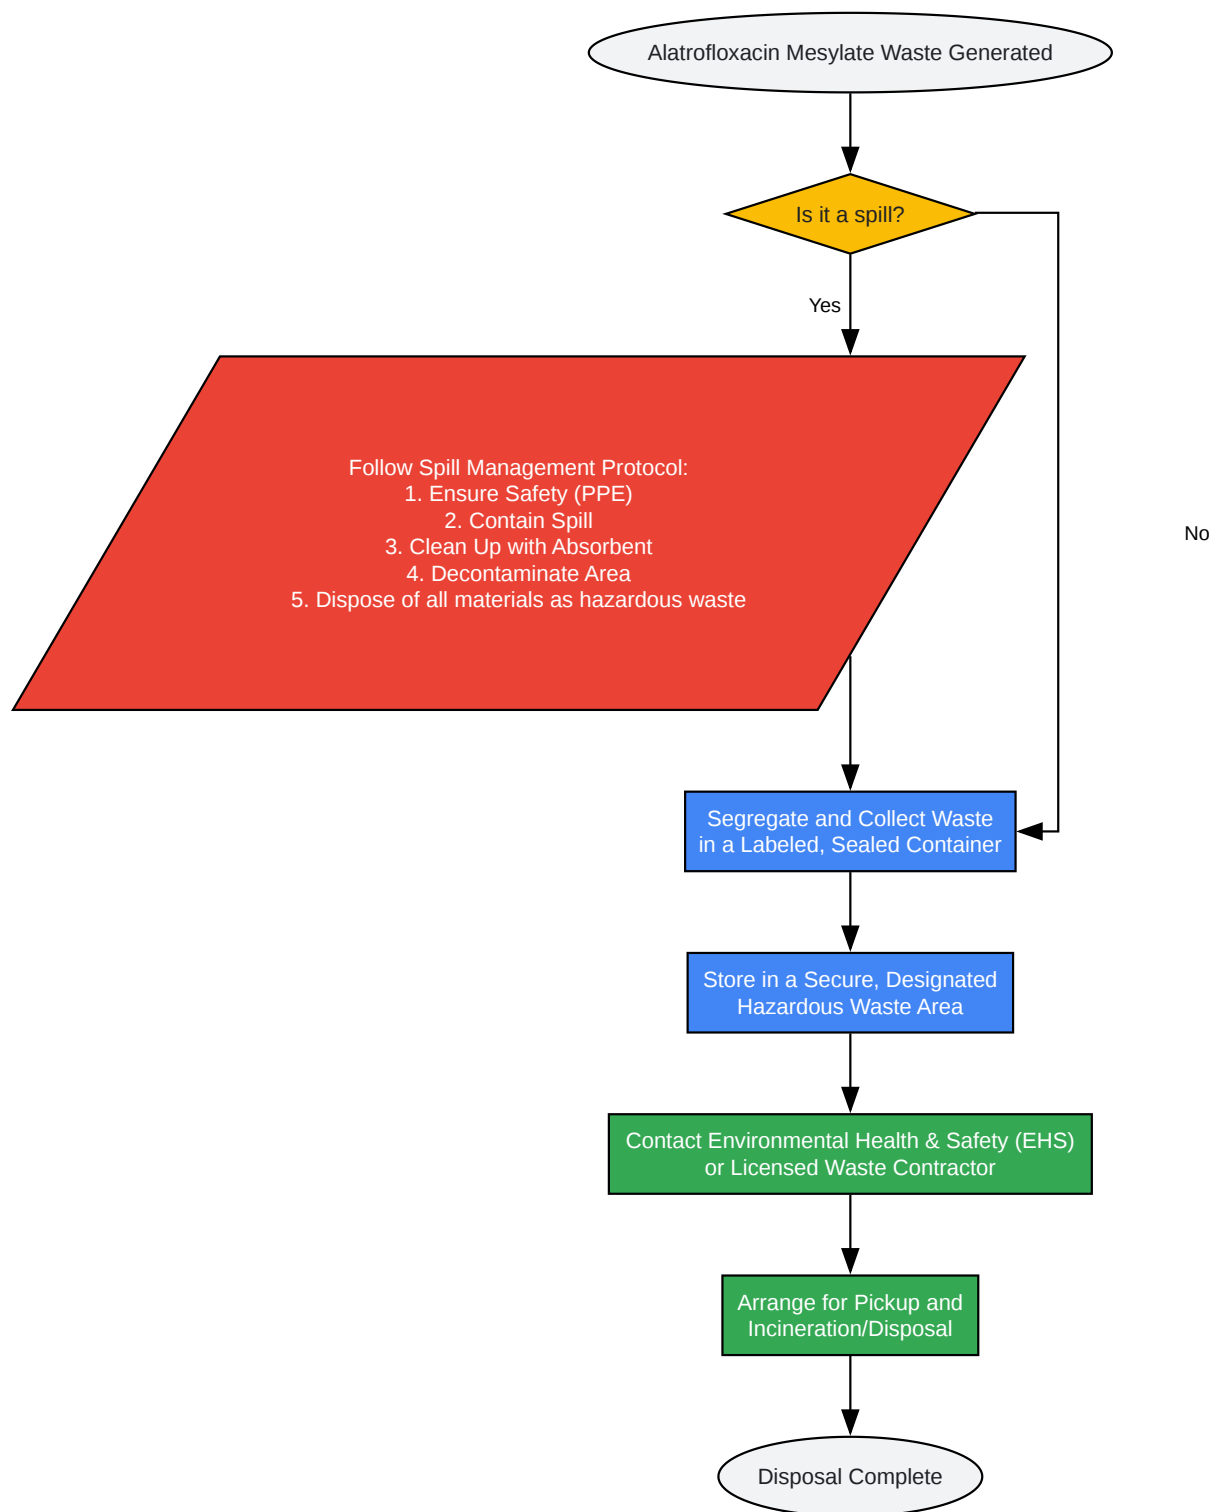 Alatrofloxacin Mesylate Waste Generated
Is it a spill?
Yes
Follow Spill Management Protocol:
1. Ensure Safety (PPE)
2. Contain Spill
3. Clean Up with Absorbent
4. Decontaminate Area
5. Dispose of all materials as hazardous waste
No
Segregate and Collect Waste
in a Labeled, Sealed Container
Store in a Secure, Designated
Hazardous Waste Area
Contact Environmental Health & Safety (EHS)
or Licensed Waste Contractor
Arrange for Pickup and
Incineration/Disposal
Disposal Complete